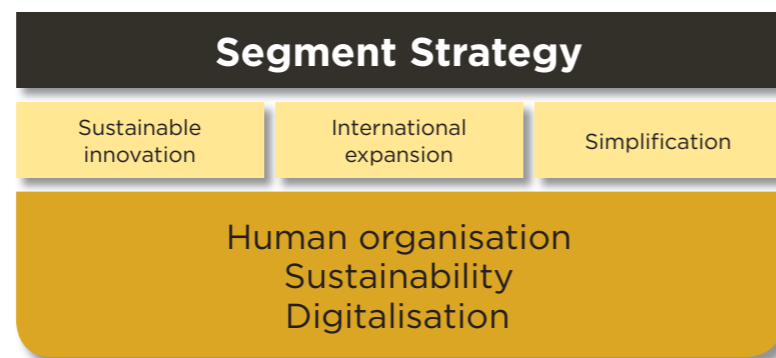 Segment Strategy
Sustainable
innovation
International
expansion
Simplification
Human organisation
Sustainability
Digitalisation